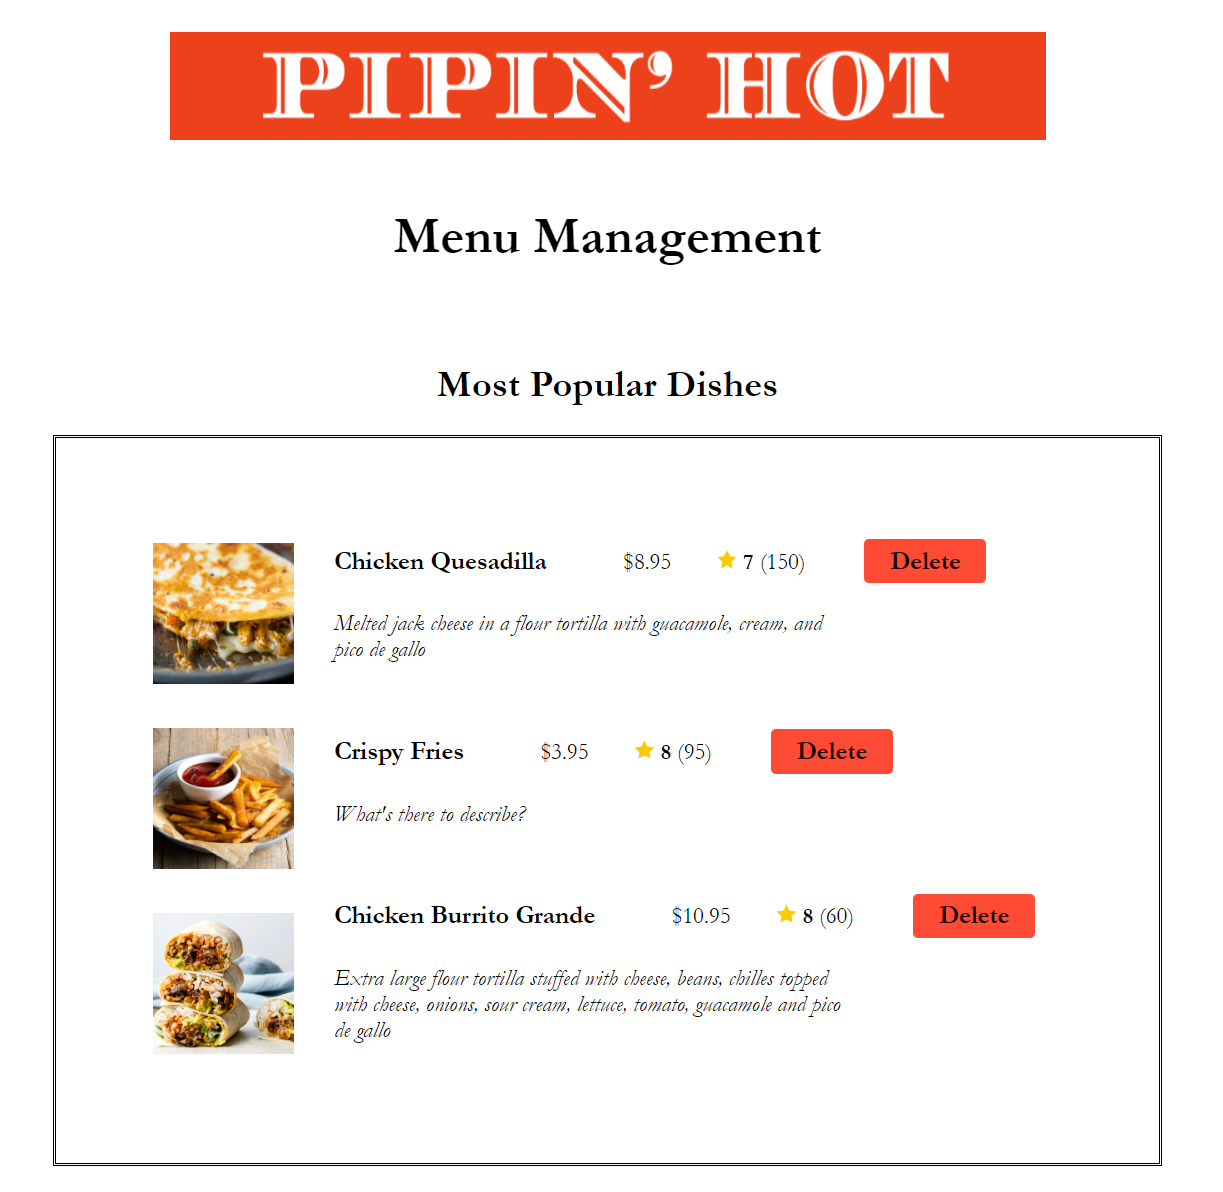 PIPIN’ HOT
Menu Management
Most Popular Dishes
Chicken Quesadilla $8.95 7 (150) Delete
Melted jack cheese in a flour tortilla with guacamole, cream, and
pico de gallo
Crispy Fries $3.95 8 (95) Delete
What's there to describe?
Chicken Burrito Grande $10.95 8 (60) Delete
Extra large flour tortilla stuffed with cheese, beans, chilles topped
with cheese, onions, sour cream, lettuce, tomato, guacamole and pico
de gallo